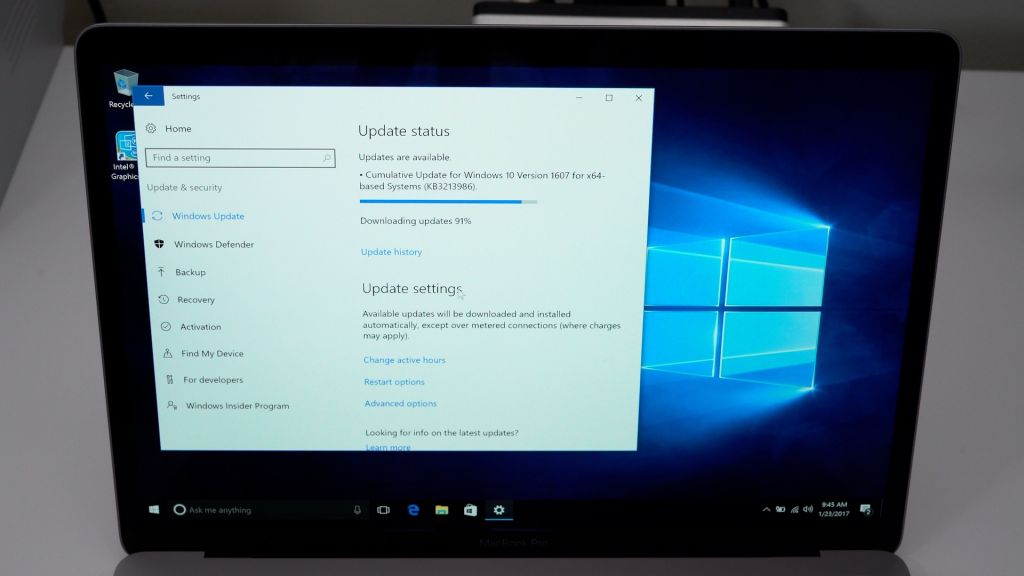 Recycle
Intel®
Graphics
Settings
Home
Find a setting
Update & security
Windows Update
Windows Defender
Backup
Recovery
Activation
Find My Device
For developers
Windows Insider Program
Update status
Updates are available.
• Cumulative Update for Windows 10 Version 1607 for x64-
based Systems (KB3213986).
Downloading updates 91%
Update history
Update settings
Available updates will be downloaded and installed
automatically, except over metered connections (where charges
may apply).
Change active hours
Restart options
Advanced options
Looking for info on the latest updates?
Learn more
Ask me anything
9:45 AM
1/23/2017
2
MacBook Pro